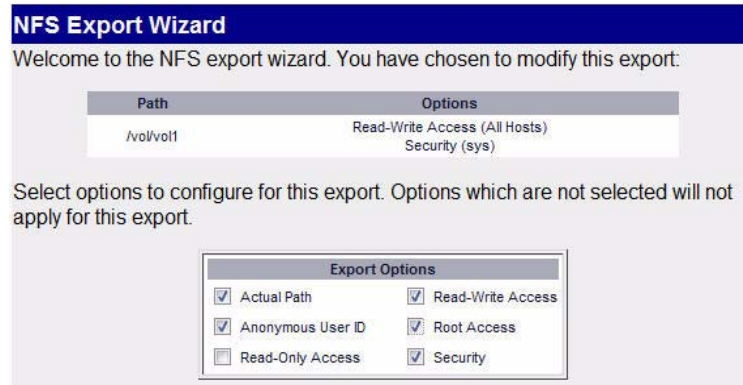 NFS Export Wizard
Welcome to the NFS export wizard. You have chosen to modify this export:
Path Options
/vol/vol1 Read-Write Access (All Hosts)
Security (sys)
Select options to configure for this export. Options which are not selected will not
apply for this export.
Export Options
Actual Path Read-Write Access
Anonymous User ID Root Access
Read-Only Access Security